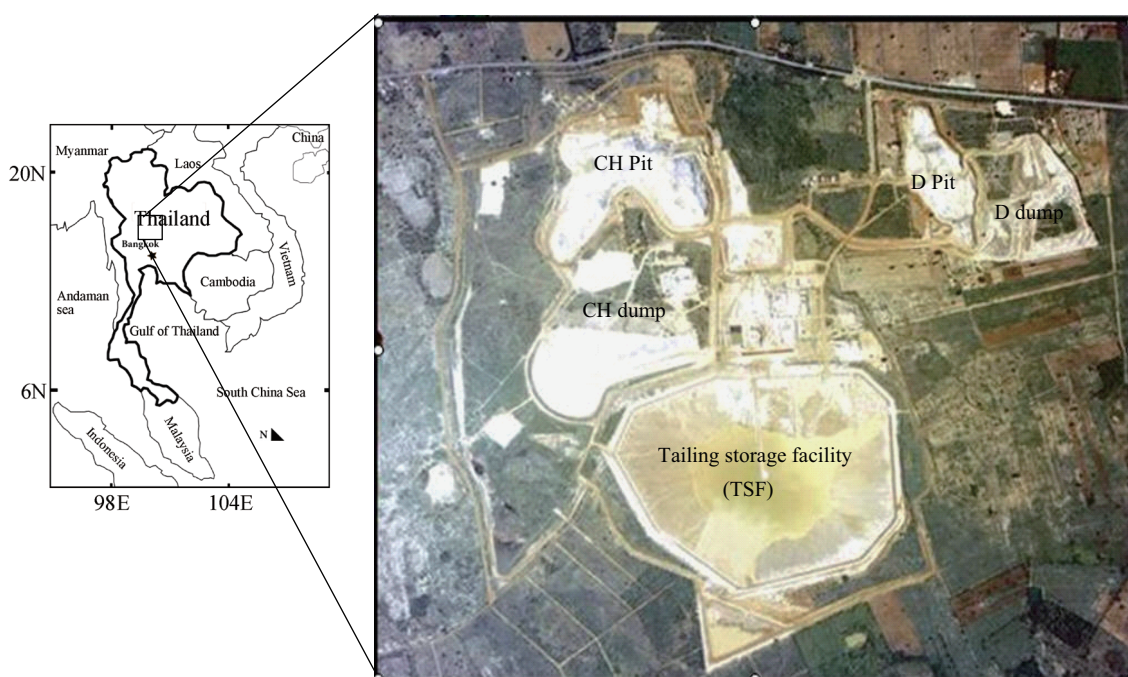 China
Myanmar
Laos
20N
Thailand
Bangkok
Vietnam
Cambodia
Andaman
sea
Gulf of Thailand
6N
South China Sea
N
Malaysia
Indonesia
98E
104E
CH Pit
D Pit
D dump
CH dump
Tailing storage facility
(TSF)